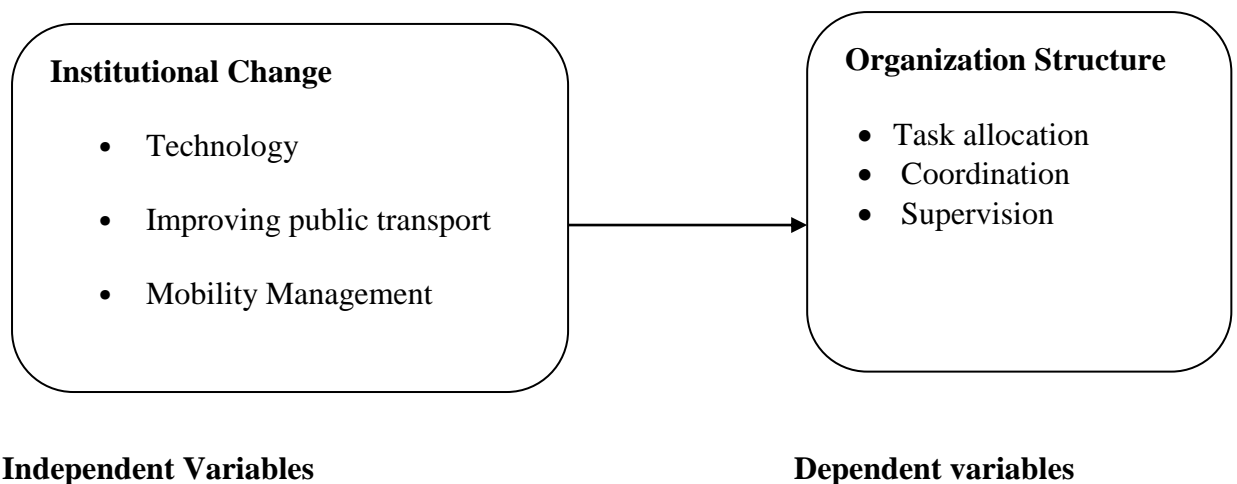 Institutional Change
• Technology
• Improving public transport
• Mobility Management
Organization Structure
• Task allocation
• Coordination
• Supervision
Independent Variables
Dependent variables